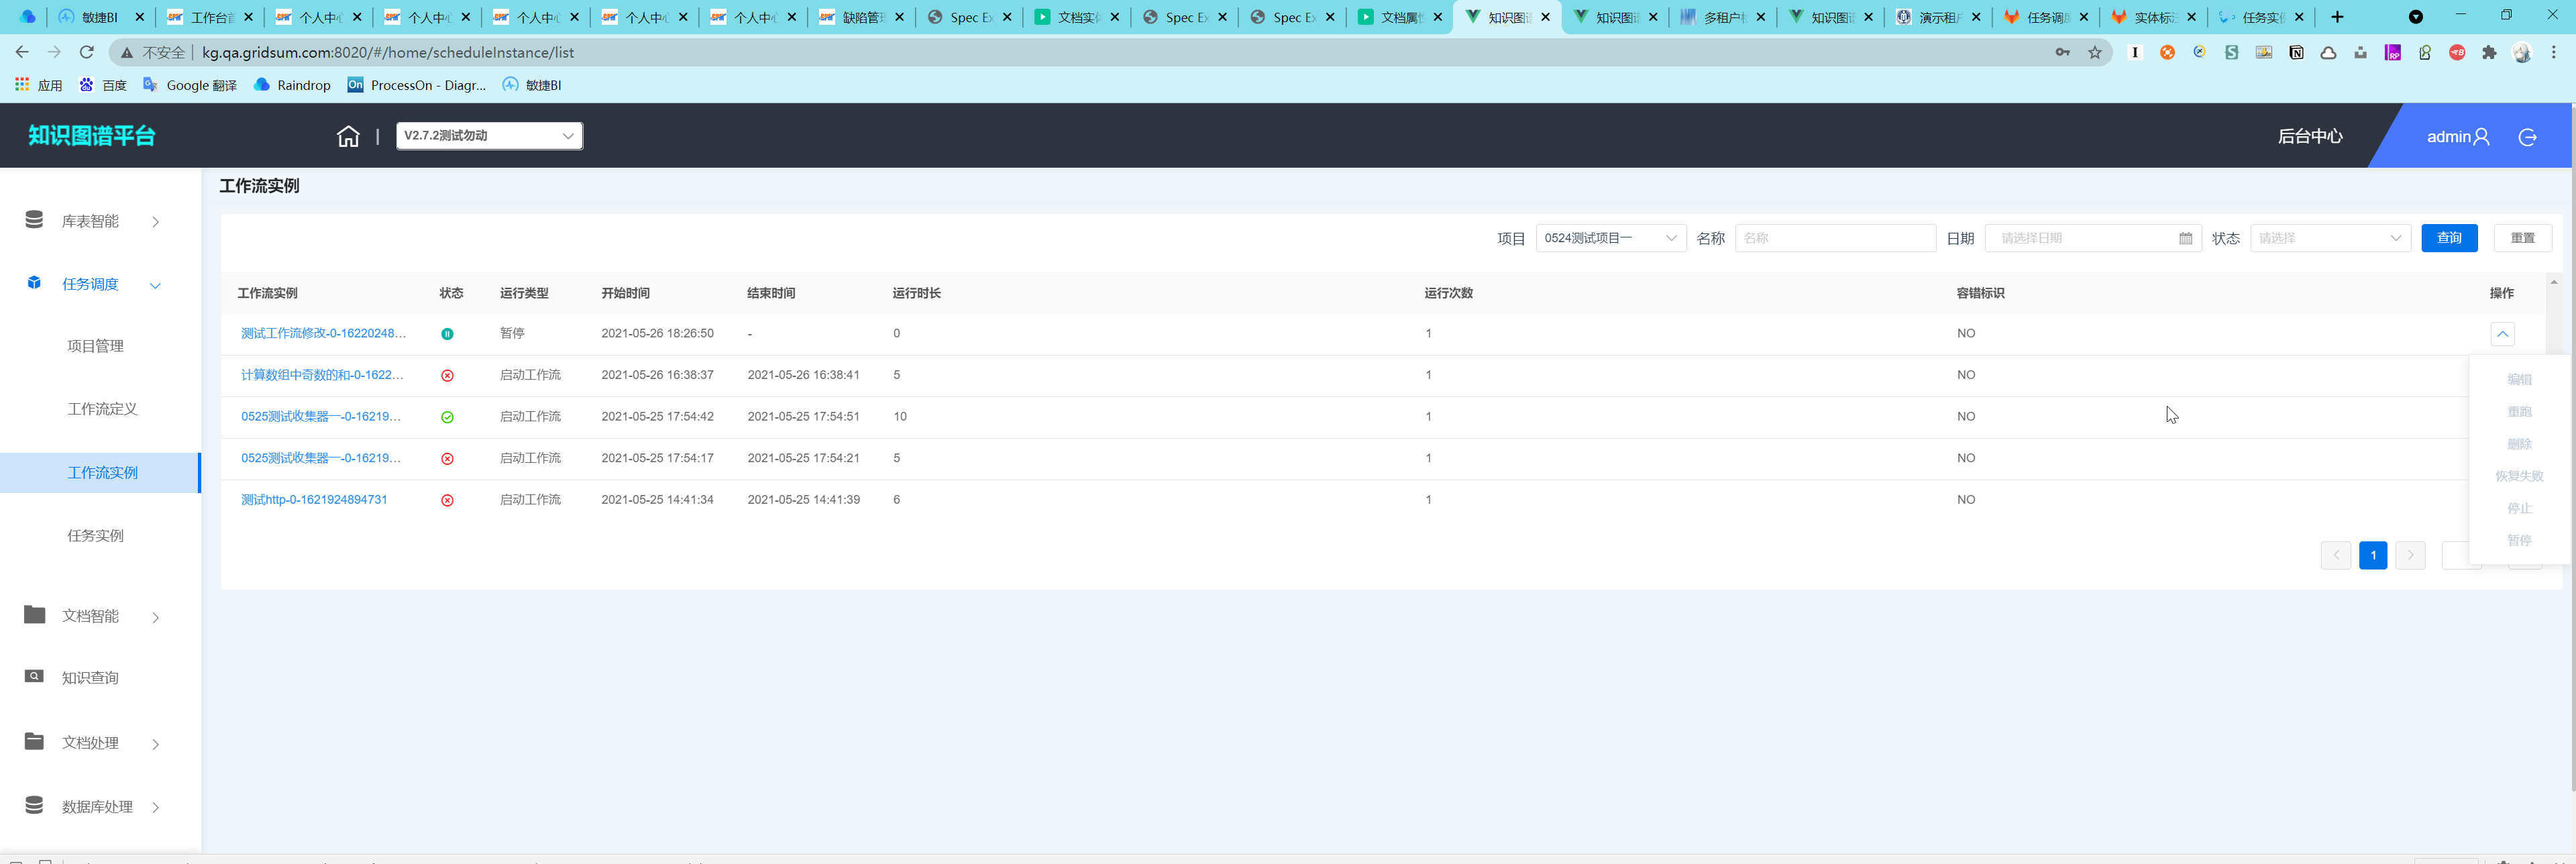 敏捷BI 工作台首 个人中心 个人中心 个人中心 个人中心 个人中心 缺陷管理 Spec Ex 文档实体 Spec Ex Spec Ex 文档属性 知识图谱 知识图谱 多租户 知识图谱 演示租户 任务调度 实体标注 任务实例
不安全 kg.qa.gridsum.com:8020/#/home/scheduleInstance/list
应用 百度 Google 翻译 Raindrop ProcessOn - Diagr... 敏捷BI
知识图谱平台 V2.7.2测试勿动 后台中心 admin
工作流实例
库表智能
任务调度
项目管理
工作流定义
工作流实例
任务实例
文档智能
知识查询
文档处理
数据库处理
项目 0524测试项目一 名称 名称 日期 请选择日期 状态 请选择 查询 重置
工作流实例 状态 运行类型 开始时间 结束时间 运行时长 运行次数 容错标识 操作
测试工作流修改-0-16220248... 暂停 2021-05-26 18:26:50 - 0 1 NO
计算数组中奇数的和-0-1622... 启动工作流 2021-05-26 16:38:37 2021-05-26 16:38:41 5 1 NO
0525测试收集器一-0-16219... 启动工作流 2021-05-25 17:54:42 2021-05-25 17:54:51 10 1 NO
0525测试收集器一-0-16219... 启动工作流 2021-05-25 17:54:17 2021-05-25 17:54:21 5 1 NO
测试http-0-1621924894731 启动工作流 2021-05-25 14:41:34 2021-05-25 14:41:39 6 1 NO
编辑
重跑
删除
恢复失败
停止
暂停
1